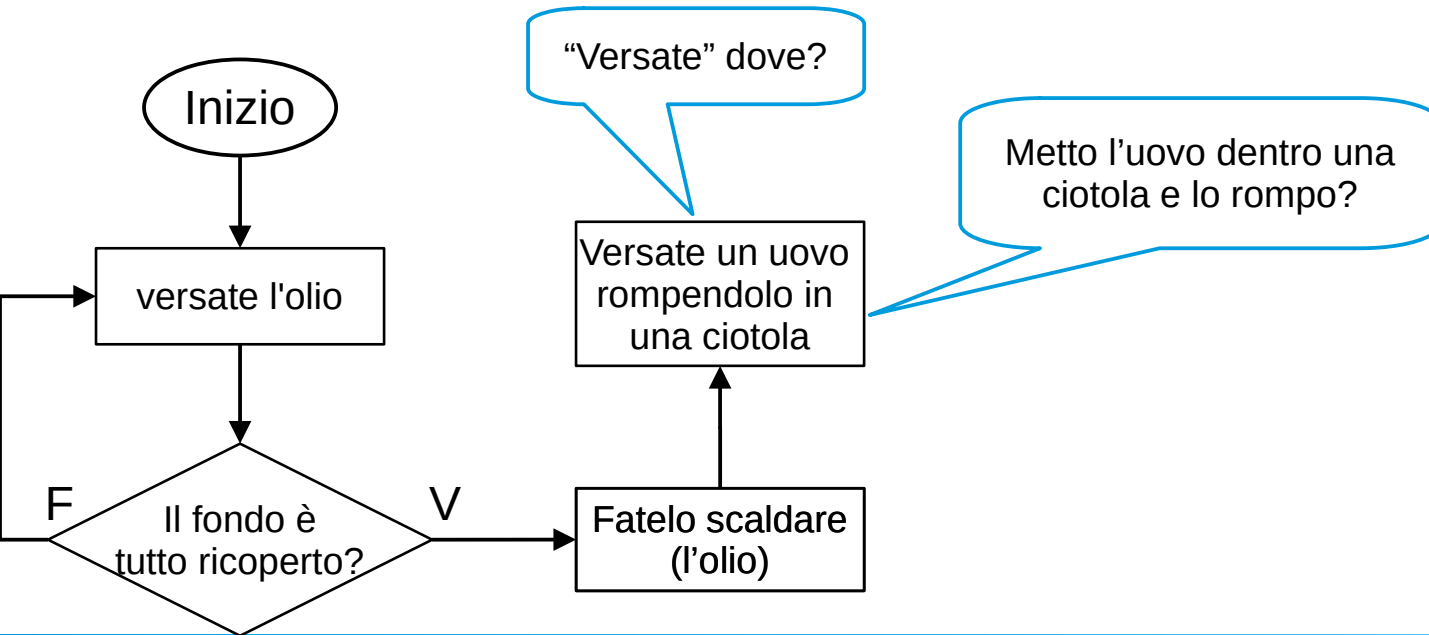 “Versate” dove?
Inizio
Metto l’uovo dentro una
ciotola e lo rompo?
versate l'olio
Versate un uovo
rompendolo in
una ciotola
F
V
Il fondo è
tutto ricoperto?
Fatelo scaldare
(l’olio)